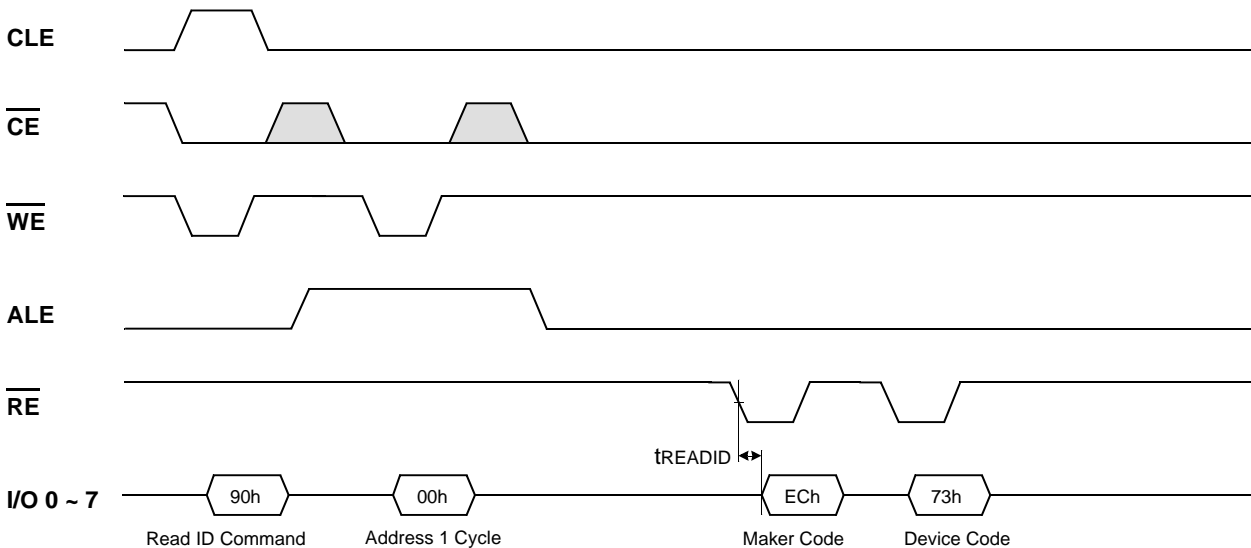 CLE
CE
WE
ALE
RE
tREADID
I/O 0 ~ 7
90h
00h
ECh
73h
Read ID Command
Address 1 Cycle
Maker Code
Device Code